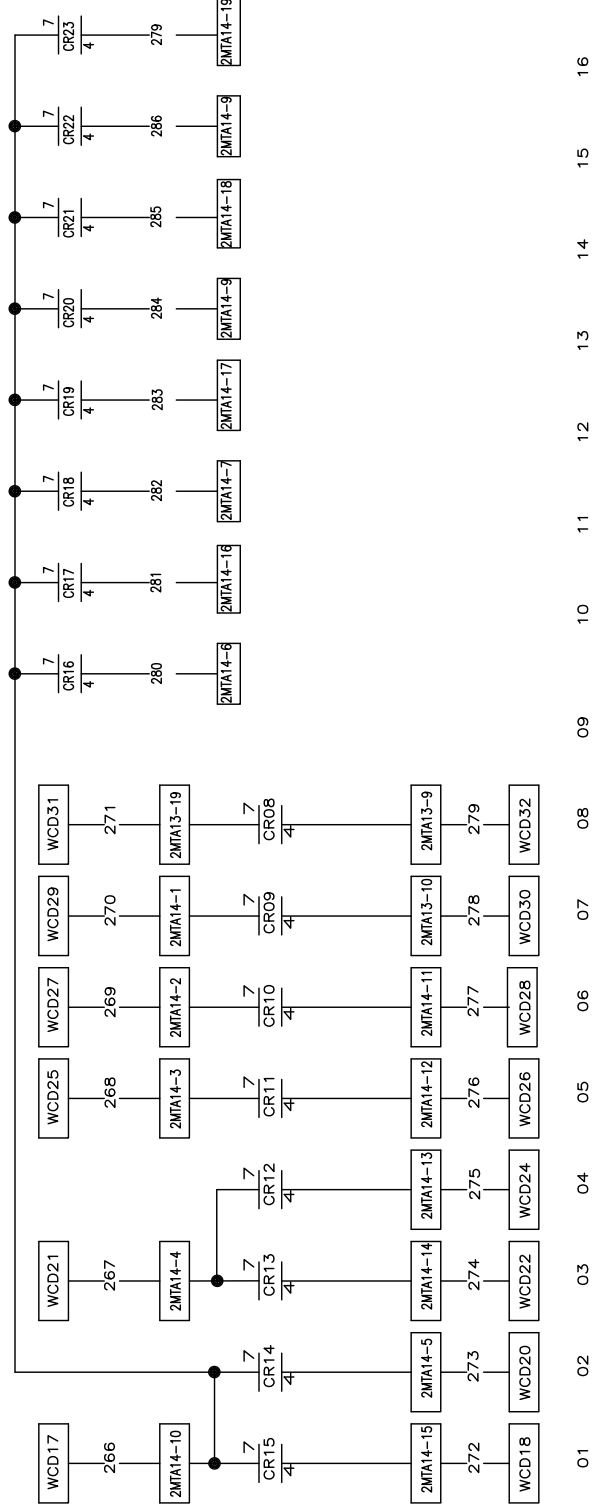 WCD17
266
2MTA14-10
7
CR15
4
2MTA14-15
272
WCD18
01
7
CR14
4
2MTA14-5
273
WCD20
02
WCD21
267
2MTA14-4
7
CR13
4
2MTA14-14
274
WCD22
03
7
CR12
4
2MTA14-13
275
WCD24
04
WCD25
268
2MTA14-3
7
CR11
4
2MTA14-12
276
WCD26
05
WCD27
269
2MTA14-2
7
CR10
4
2MTA14-11
277
WCD28
06
WCD29
270
2MTA14-1
7
CR09
4
2MTA13-10
278
WCD30
07
WCD31
271
2MTA13-19
7
CR08
4
2MTA13-9
279
WCD32
08
7
CR16
4
280
2MTA14-6
09
7
CR17
4
281
2MTA14-16
10
7
CR18
4
282
2MTA14-7
11
7
CR19
4
283
2MTA14-17
12
7
CR20
4
284
2MTA14-9
13
7
CR21
4
285
2MTA14-18
14
7
CR22
4
286
2MTA14-9
15
7
CR23
4
279
2MTA14-19
16